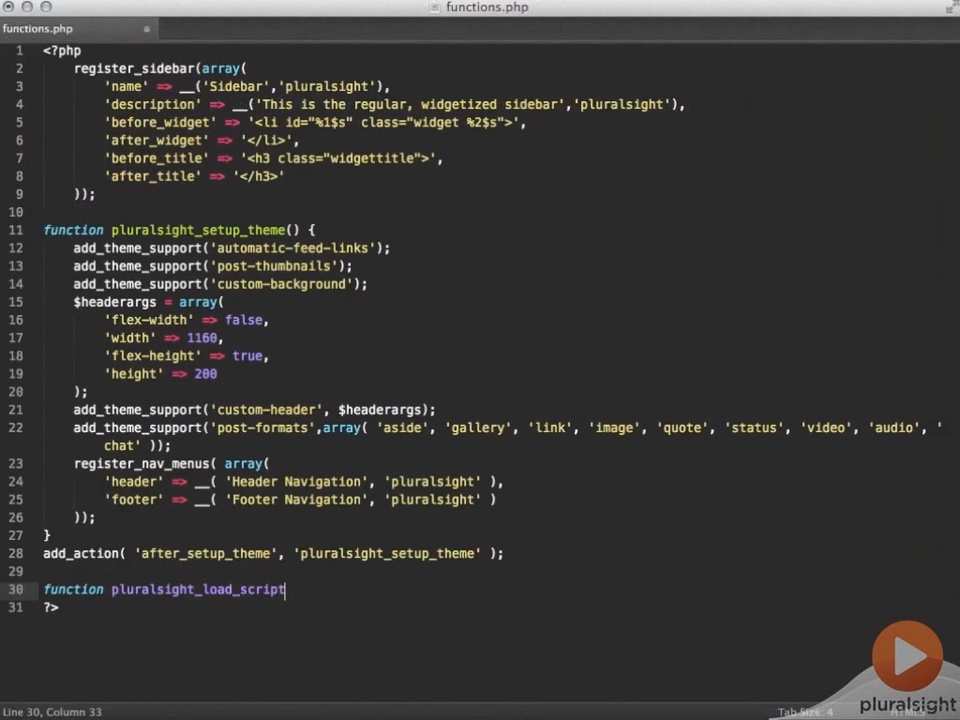 functions.php
functions.php
1 <?php
2 register_sidebar(array(
3 'name' => __('Sidebar','pluralsight'),
4 'description' => __('This is the regular, widgetized sidebar','pluralsight'),
5 'before_widget' => '<li id="%1$s" class="widget %2$s">',
6 'after_widget' => '</li>',
7 'before_title' => '<h3 class="widgettitle">',
8 'after_title' => '</h3>'
9 ));
10
11 function pluralsight_setup_theme() {
12 add_theme_support('automatic-feed-links');
13 add_theme_support('post-thumbnails');
14 add_theme_support('custom-background');
15 $headerargs = array(
16 'flex-width' => false,
17 'width' => 1160,
18 'flex-height' => true,
19 'height' => 200
20 );
21 add_theme_support('custom-header', $headerargs);
22 add_theme_support('post-formats',array( 'aside', 'gallery', 'link', 'image', 'quote', 'status', 'video', 'audio', '
chat' ));
23 register_nav_menus( array(
24 'header' => __( 'Header Navigation', 'pluralsight' ),
25 'footer' => __( 'Footer Navigation', 'pluralsight' )
26 ));
27 }
28 add_action( 'after_setup_theme', 'pluralsight_setup_theme' );
29
30 function pluralsight_load_script
31 ?>
pluralsight
Line 30, Column 33
Tab Size: 4